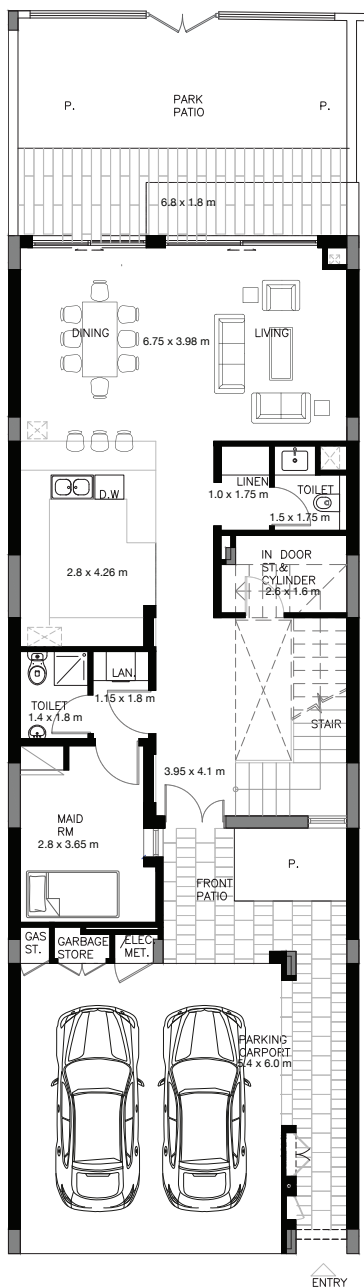 PARK
PATIO
P.
P.
6.8 x 1.8 m
DINING
6.75 x 3.98 m
LIVING
D.W
LINEN
1.0 x 1.75 m
TOILET
1.5 x 1.75 m
2.8 x 4.26 m
IN DOOR
ST.&
CYLINDER
2.6 x 1.6 m
LAN.
1.15 x 1.8 m
TOILET
1.4 x 1.8 m
STAIR
3.95 x 4.1 m
MAID
RM
2.8 x 3.65 m
P.
FRONT
PATIO
GAS
ST.
GARBAGE
STORE
ELEC.
MET.
PARKING
CARPORT
5.4 x 6.0 m
ENTRY